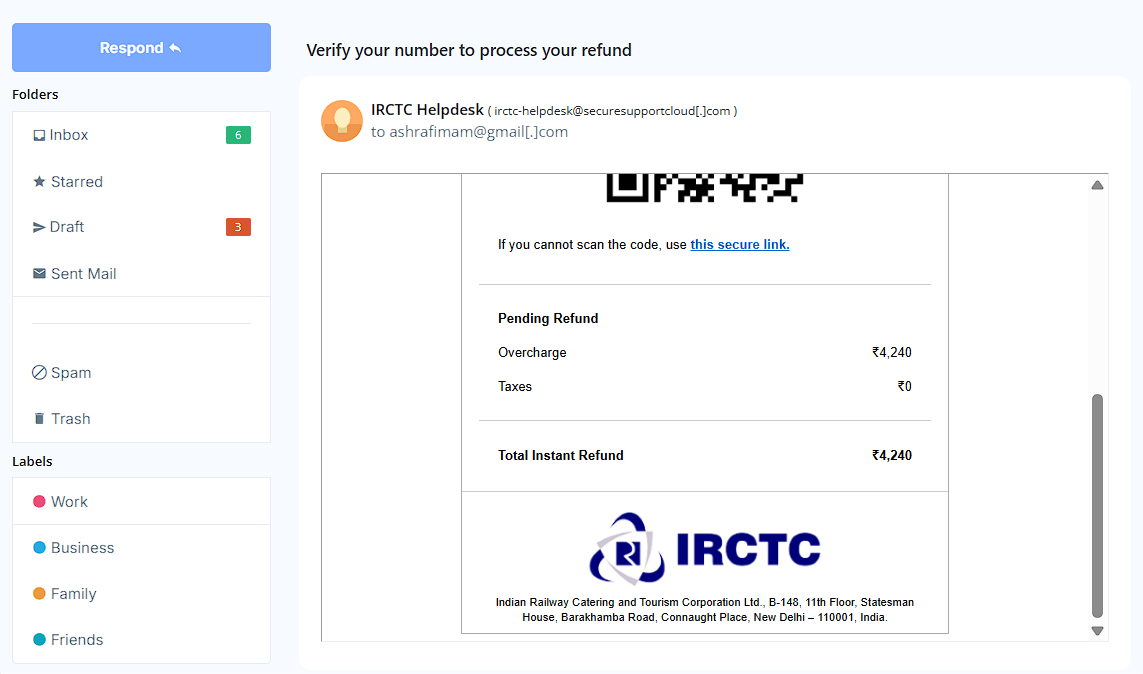 Respond
Verify your number to process your refund
Folders
Inbox 6
Starred
Draft 3
Sent Mail
Spam
Trash
Labels
Work
Business
Family
Friends
IRCTC Helpdesk ( irctc-helpdesk@securesupportcloud[.]com )
to ashrafimam@gmail[.]com
If you cannot scan the code, use this secure link.
Pending Refund
Overcharge ₹4,240
Taxes ₹0
Total Instant Refund ₹4,240
IRCTC
Indian Railway Catering and Tourism Corporation Ltd., B-148, 11th Floor, Statesman
House, Barakhamba Road, Connaught Place, New Delhi – 110001, India.